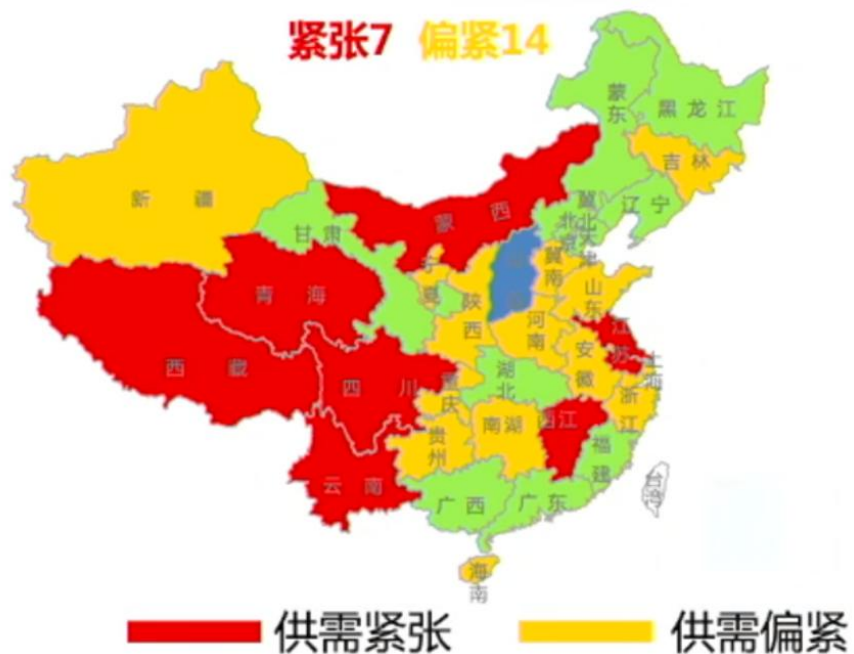 紧张7 偏紧14
蒙东
黑龙江
吉林
辽宁
新疆
甘肃
蒙西
冀北
北京
天津
冀南
宁夏
陕西
山东
青海
河南
江苏
安徽
上海
西藏
四川
重庆
湖北
浙江
贵州
南湖
西江
福建
云南
广西
广东
台湾
海南
供需紧张
供需偏紧